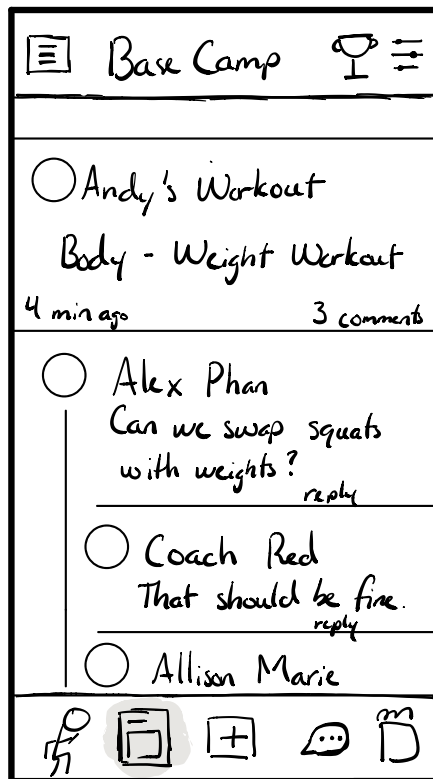 Base Camp
Andy's Workout
Body - Weight Workout
4 min ago 3 comments
Alex Phan
Can we swap squats
with weights?
reply
Coach Red
That should be fine.
reply
Allison Marie